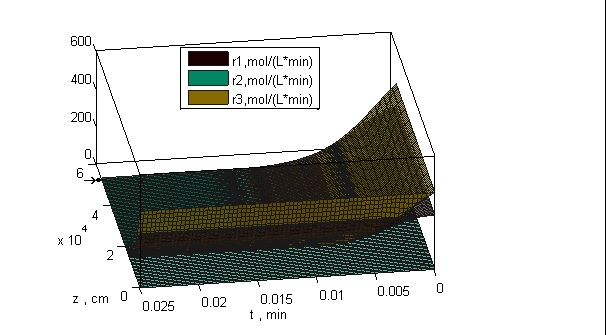 600
400
200
0
r1,mol/(L*min)
r2,mol/(L*min)
r3,mol/(L*min)
6
4
2
0
x 10^4
z , cm
0.025
0.02
0.015
0.01
0.005
0
t , min